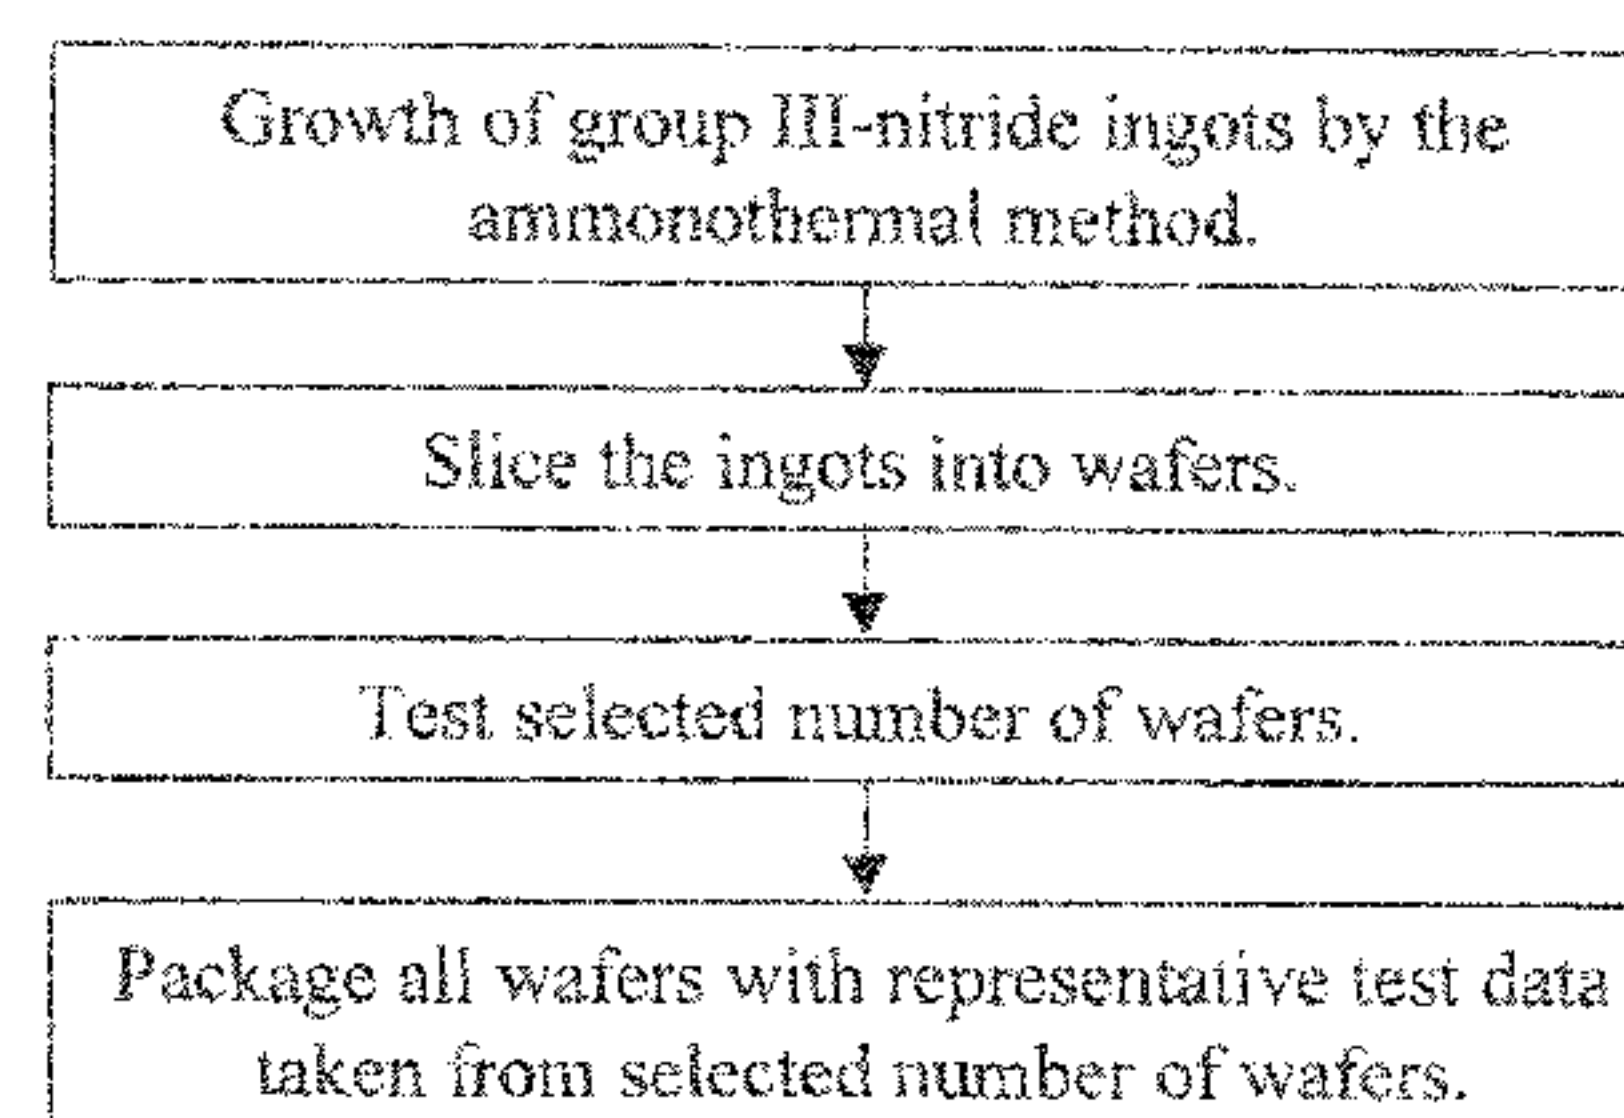 Growth of group III-nitride ingots by the
ammonothermal method.
Slice the ingots into wafers.
Test selected number of wafers.
Package all wafers with representative test data
taken from selected number of wafers.